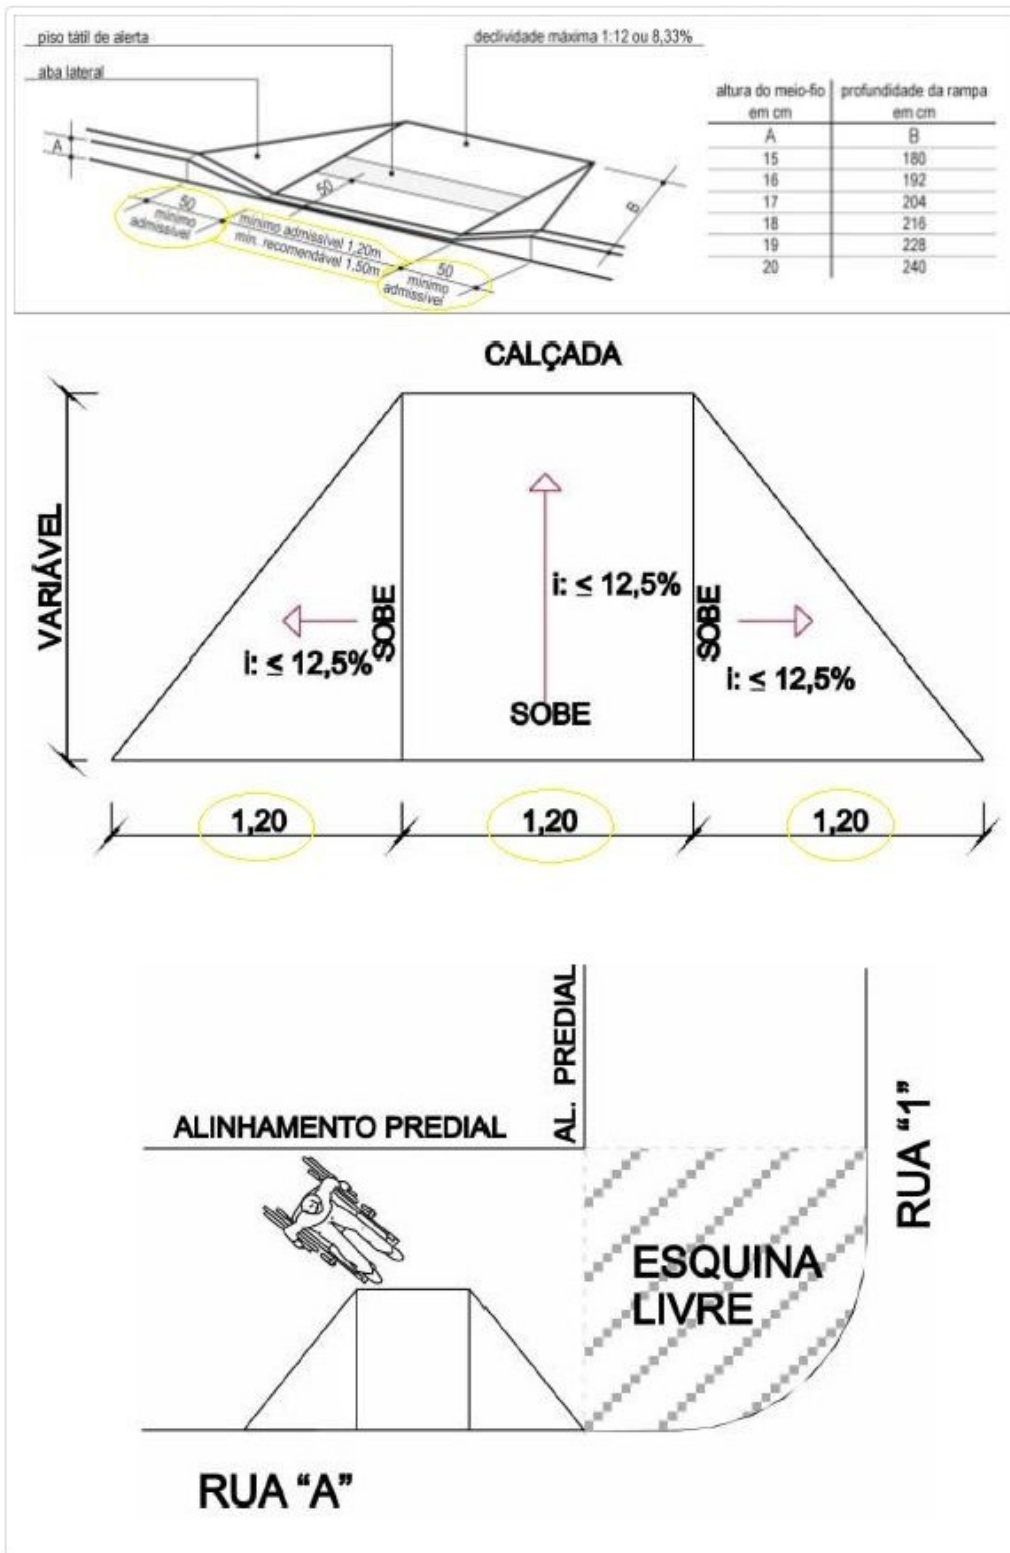 piso tátil de alerta
aba lateral
declividade máxima 1:12 ou 8,33%
A
50
mínimo
admissível
50
mínimo admissível 1,20m
min. recomendável 1,50m
50
mínimo
admissível
B
altura do meio-fio profundidade da rampa
em cm em cm
A B
15 180
16 192
17 204
18 216
19 228
20 240
CALÇADA
VARIÁVEL
i: ≤ 12,5%
SOBE
i: ≤ 12,5%
SOBE
SOBE
i: ≤ 12,5%
1,20 1,20 1,20
AL. PREDIAL
ALINHAMENTO PREDIAL
RUA “1”
ESQUINA
LIVRE
RUA “A”